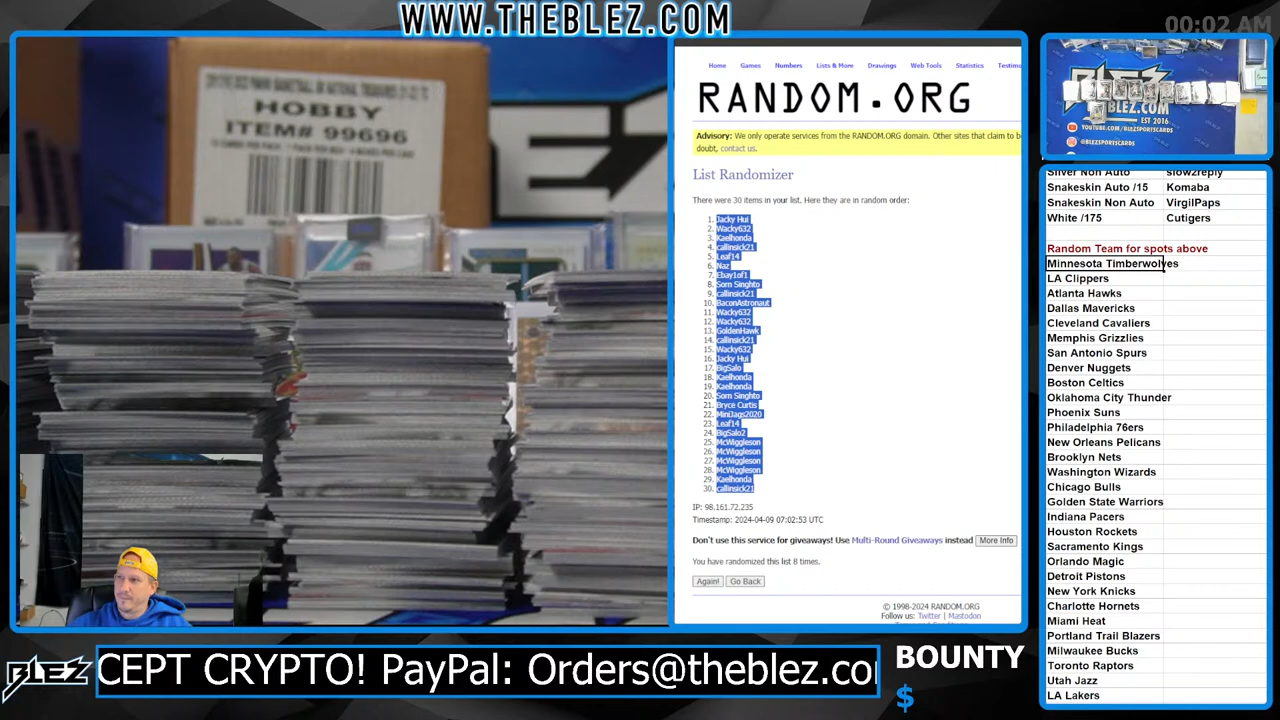 WWW.THEBLEZ.COM
00:02 AM
HOBBY
ITEM# 99696
Home Games Numbers Lists & More Drawings Web Tools Statistics Testimo
RANDOM.ORG
Advisory: We only operate services from the RANDOM.ORG domain. Other sites that claim to b
doubt, contact us.
List Randomizer
There were 30 items in your list. Here they are in random order:
1. Jacky Hui
2. Wacky632
3. Kaelhonda
4. callinsick21
5. Leaf14
6. Naz
7. Ebay1of1
8. Som Singhto
9. callinsick21
10. BaconAstronaut
11. Wacky632
12. Wacky632
13. GoldenHawk
14. callinsick21
15. Wacky632
16. Jacky Hui
17. BigSalo
18. Kaelhonda
19. Kaelhonda
20. Som Singhto
21. Bryce Curtis
22. MiniJags2020
23. Leaf14
24. BigSalo2
25. McWiggleson
26. McWiggleson
27. McWiggleson
28. McWiggleson
29. Kaelhonda
30. callinsick21
IP: 98.161.72.235
Timestamp: 2024-04-09 07:02:53 UTC
Don't use this service for giveaways! Use Multi-Round Giveaways instead More Info
You have randomized this list 8 times.
Again! Go Back
© 1998-2024 RANDOM.ORG
Follow us: Twitter | Mastodon
BLEZ
BLEZ.COM
EST 2016
YOUTUBE.COM/BLEZSPORTSCARDS
@BLEZSPORTSCARDS
Silver Non Auto slow2reply
Snakeskin Auto /15 Komaba
Snakeskin Non Auto VirgilPaps
White /175 Cutigers
Random Team for spots above
Minnesota Timberwolves
LA Clippers
Atlanta Hawks
Dallas Mavericks
Cleveland Cavaliers
Memphis Grizzlies
San Antonio Spurs
Denver Nuggets
Boston Celtics
Oklahoma City Thunder
Phoenix Suns
Philadelphia 76ers
New Orleans Pelicans
Brooklyn Nets
Washington Wizards
Chicago Bulls
Golden State Warriors
Indiana Pacers
Houston Rockets
Sacramento Kings
Orlando Magic
Detroit Pistons
New York Knicks
Charlotte Hornets
Miami Heat
Portland Trail Blazers
Milwaukee Bucks
Toronto Raptors
Utah Jazz
LA Lakers
BLEZ
CCEPT CRYPTO! PayPal: Orders@theblez.co
BOUNTY
$